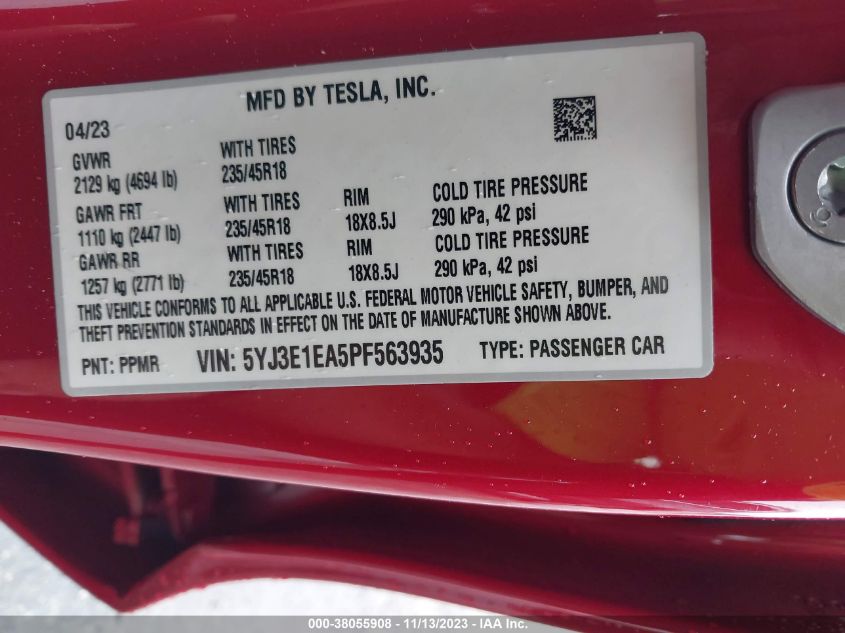 MFD BY TESLA, INC.
04/23
GVWR WITH TIRES
2129 kg (4694 lb) 235/45R18
GAWR FRT WITH TIRES RIM COLD TIRE PRESSURE
1110 kg (2447 lb) 235/45R18 18X8.5J 290 kPa, 42 psi
GAWR RR WITH TIRES RIM COLD TIRE PRESSURE
1257 kg (2771 lb) 235/45R18 18X8.5J 290 kPa, 42 psi
THIS VEHICLE CONFORMS TO ALL APPLICABLE U.S. FEDERAL MOTOR VEHICLE SAFETY, BUMPER, AND
THEFT PREVENTION STANDARDS IN EFFECT ON THE DATE OF MANUFACTURE SHOWN ABOVE.
PNT: PPMR VIN: 5YJ3E1EA5PF563935 TYPE: PASSENGER CAR
000-38055908 - 11/13/2023 - IAA Inc.